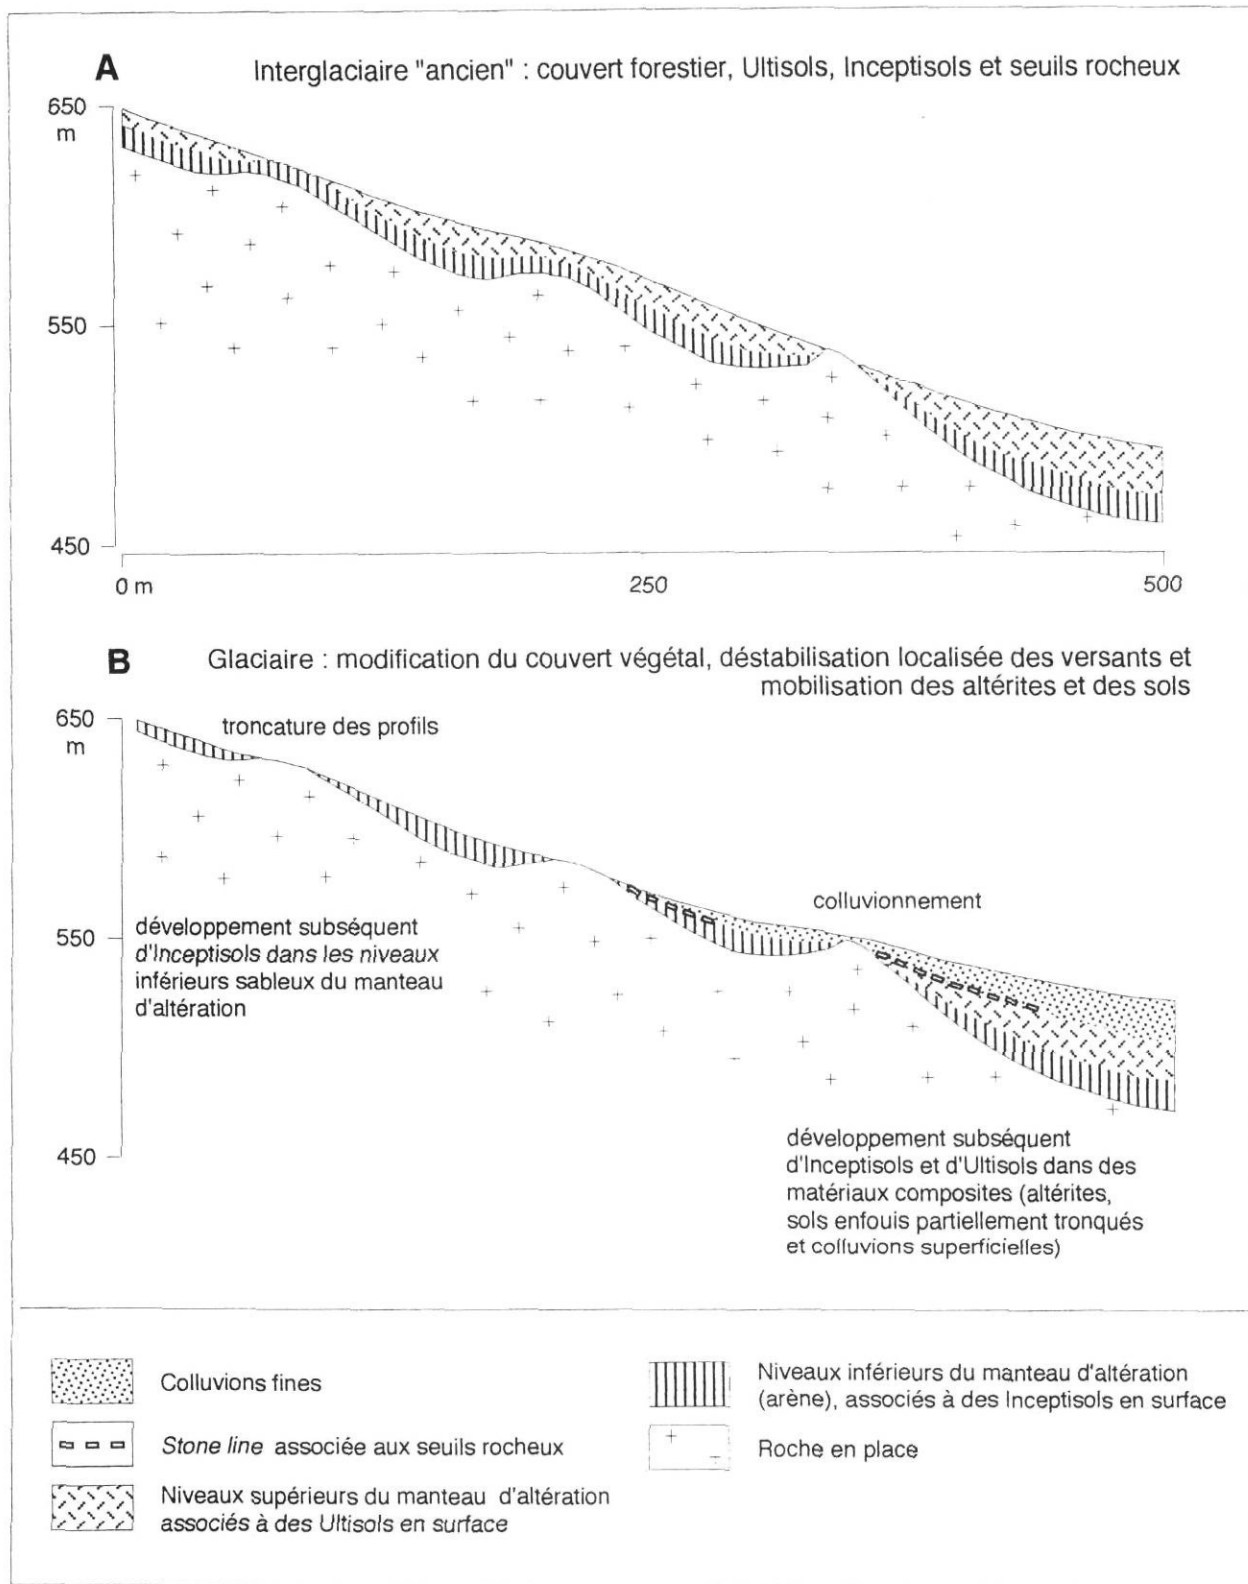 A
Interglaciaire "ancien" : couvert forestier, Ultisols, Inceptisols et seuils rocheux
650
m
550
450
0 m
250
500
B
Glaciaire : modification du couvert végétal, déstabilisation localisée des versants et
mobilisation des altérites et des sols
650
m
troncature des profils
colluvionnement
550
développement subséquent
d'Inceptisols dans les niveaux
inférieurs sableux du manteau
d'altération
450
développement subséquent
d'Inceptisols et d'Ultisols dans des
matériaux composites (altérites,
sols enfouis partiellement tronqués
et colluvions superficielles)
Colluvions fines
Stone line associée aux seuils rocheux
Niveaux supérieurs du manteau d'altération
associés à des Ultisols en surface
Niveaux inférieurs du manteau d'altération
(arène), associés à des Inceptisols en surface
Roche en place